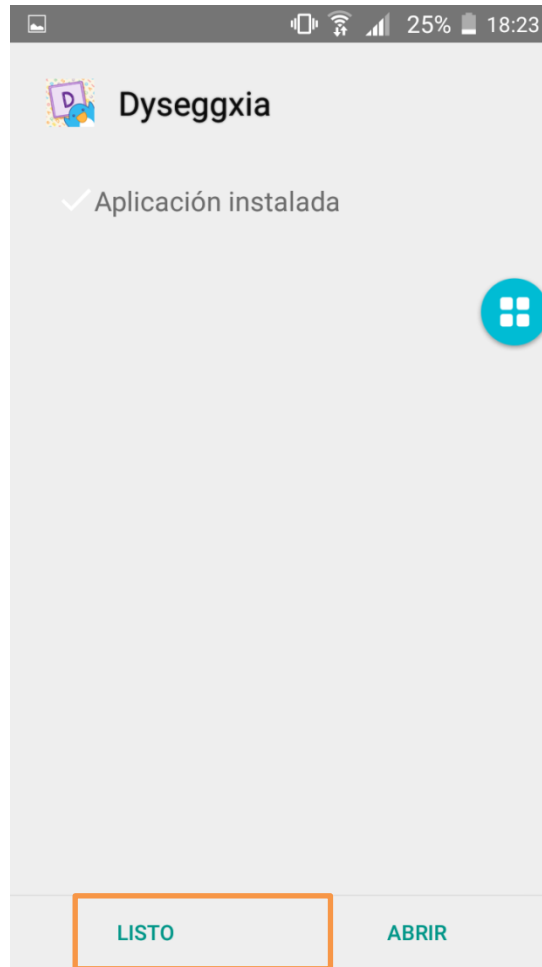 25% 18:23
D
Dyseggxia
Aplicación instalada
LISTO ABRIR